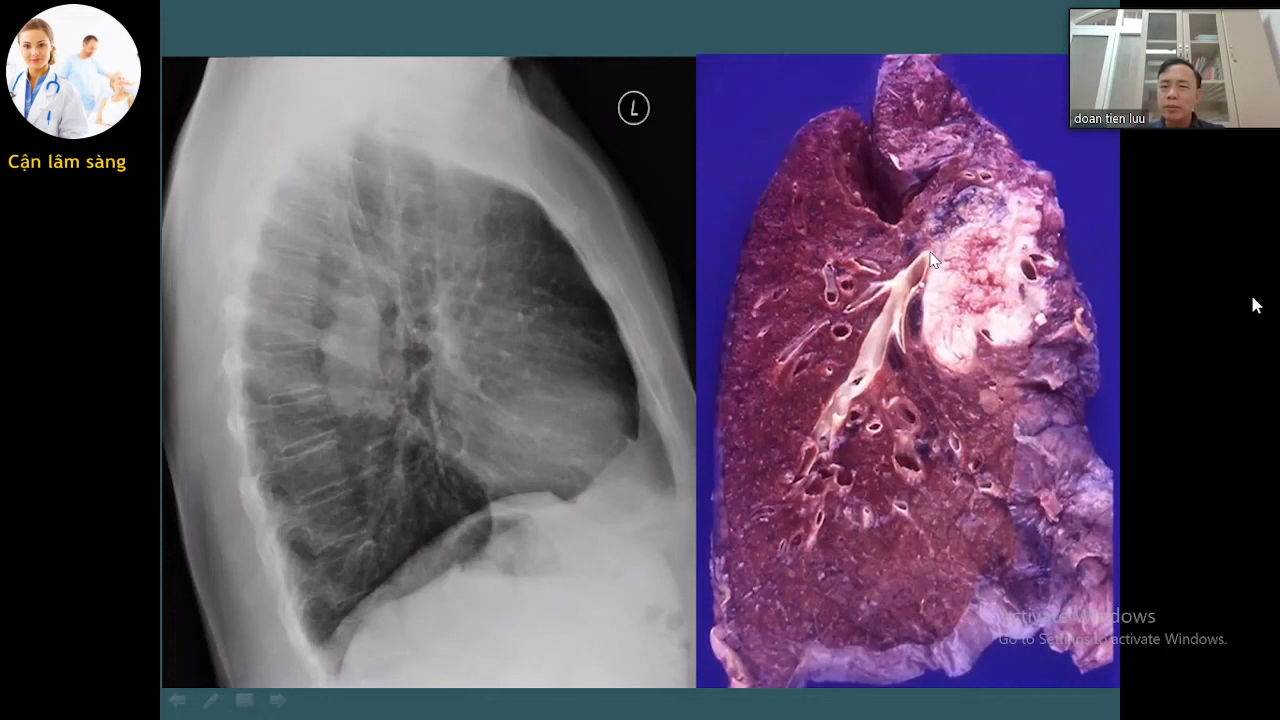 L
doan tien luu
Cận lâm sàng
Activate Windows
Go to Settings to activate Windows.